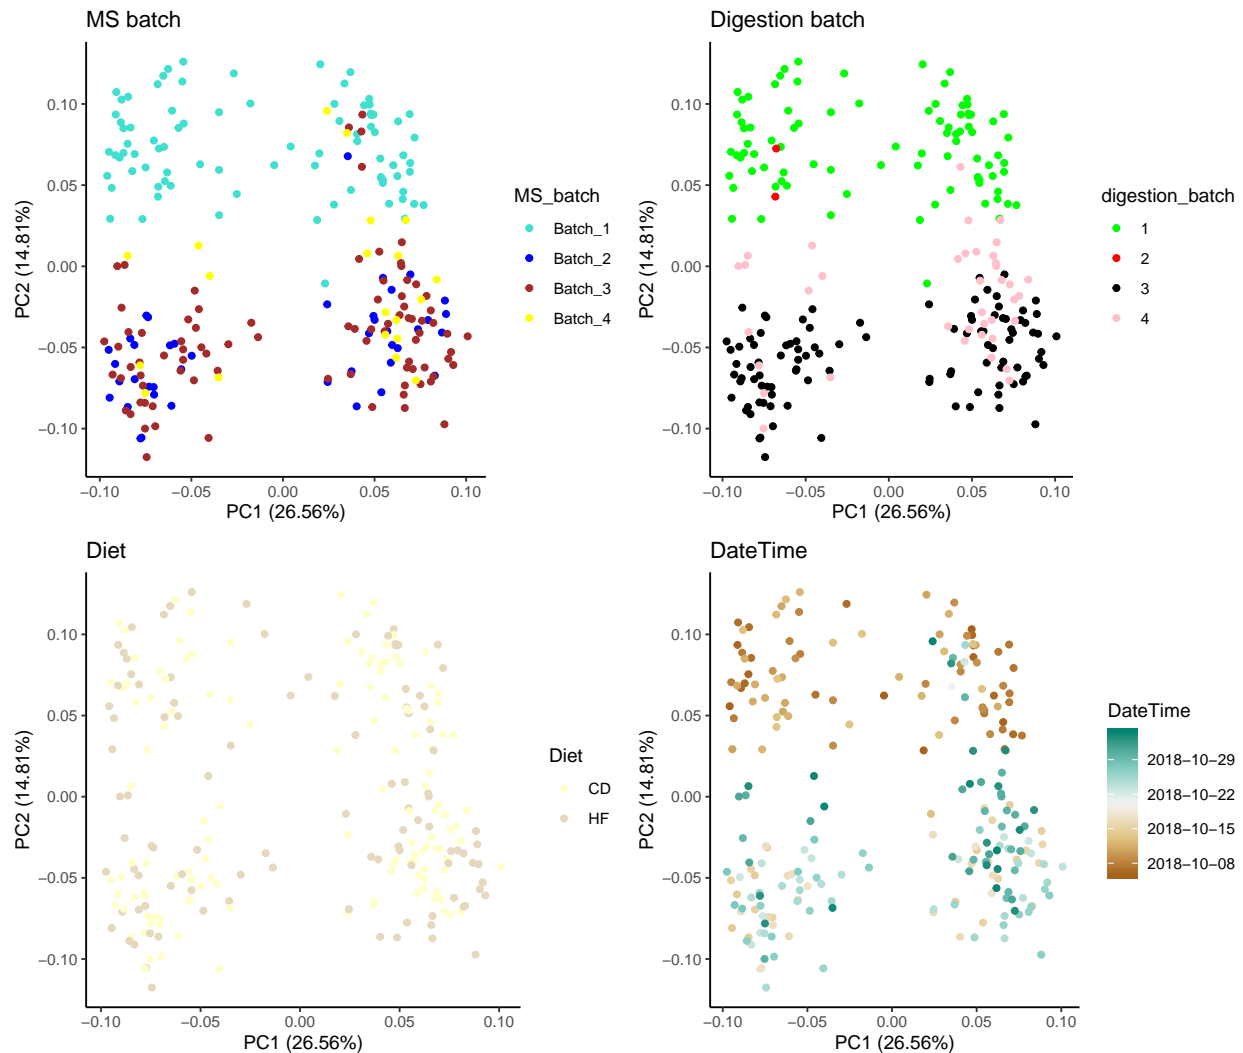 MS batch
PC2 (14.81%)
0.10
0.05
0.00
−0.05
−0.10
−0.10 −0.05 0.00 0.05 0.10
PC1 (26.56%)
MS_batch
Batch_1
Batch_2
Batch_3
Batch_4
Digestion batch
PC2 (14.81%)
0.10
0.05
0.00
−0.05
−0.10
−0.10 −0.05 0.00 0.05 0.10
PC1 (26.56%)
digestion_batch
1
2
3
4
Diet
PC2 (14.81%)
0.10
0.05
0.00
−0.05
−0.10
−0.10 −0.05 0.00 0.05 0.10
PC1 (26.56%)
Diet
CD
HF
DateTime
PC2 (14.81%)
0.10
0.05
0.00
−0.05
−0.10
−0.10 −0.05 0.00 0.05 0.10
PC1 (26.56%)
DateTime
2018−10−29
2018−10−22
2018−10−15
2018−10−08